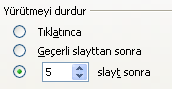 Yürütmeyi durdur
Tıklatınca
Geçerli slayttan sonra
5 slayt sonra